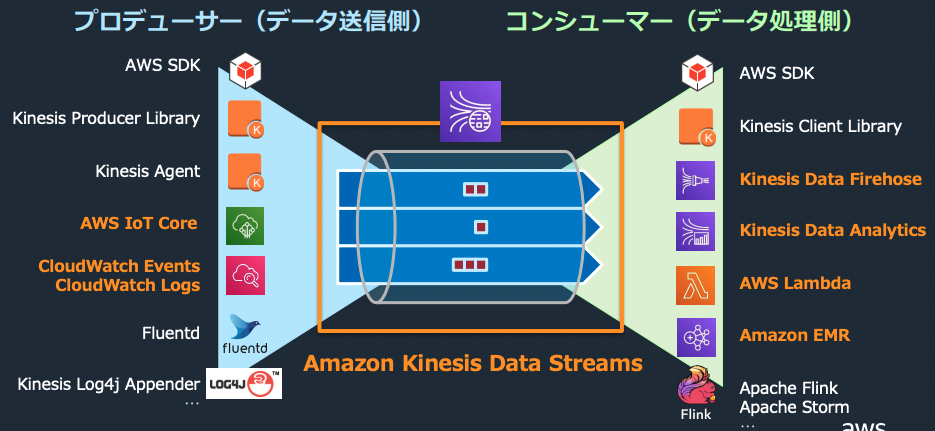 プロデューサー（データ送信側）
コンシューマー（データ処理側）
AWS SDK
Kinesis Producer Library
K
Kinesis Agent
K
AWS IoT Core
CloudWatch Events
CloudWatch Logs
Fluentd
fluentd
Kinesis Log4j Appender
LOG4J
TM
...
Amazon Kinesis Data Streams
AWS SDK
Kinesis Client Library
K
Kinesis Data Firehose
Kinesis Data Analytics
AWS Lambda
Amazon EMR
Apache Flink
Apache Storm
Flink
...
aws